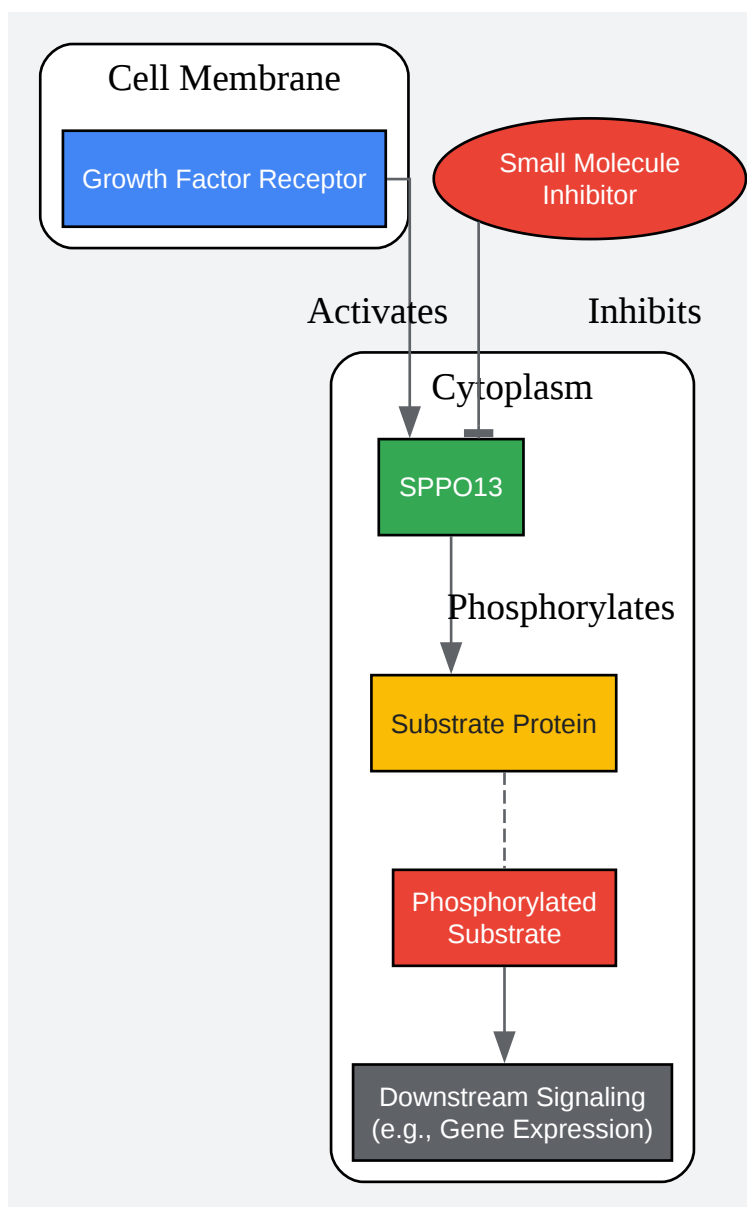 Cell Membrane
Growth Factor Receptor
Small Molecule
Inhibitor
Activates
Inhibits
Cytoplasm
SPPO13
Phosphorylates
Substrate Protein
Phosphorylated
Substrate
Downstream Signaling
(e.g., Gene Expression)